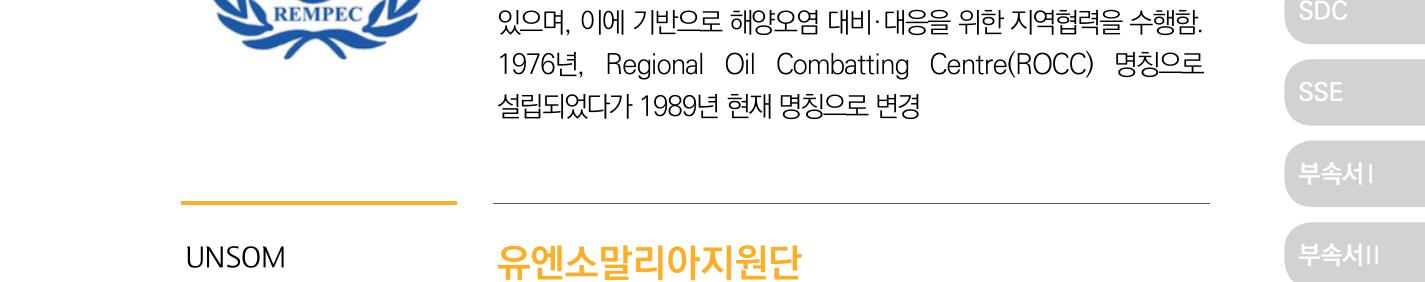 REMPEC
있으며, 이에 기반으로 해양오염 대비·대응을 위한 지역협력을 수행함.
1976년, Regional Oil Combatting Centre(ROCC) 명칭으로
설립되었다가 1989년 현재 명칭으로 변경
UNSOM
유엔소말리아지원단
SDC
SSE
부속서I
부속서II